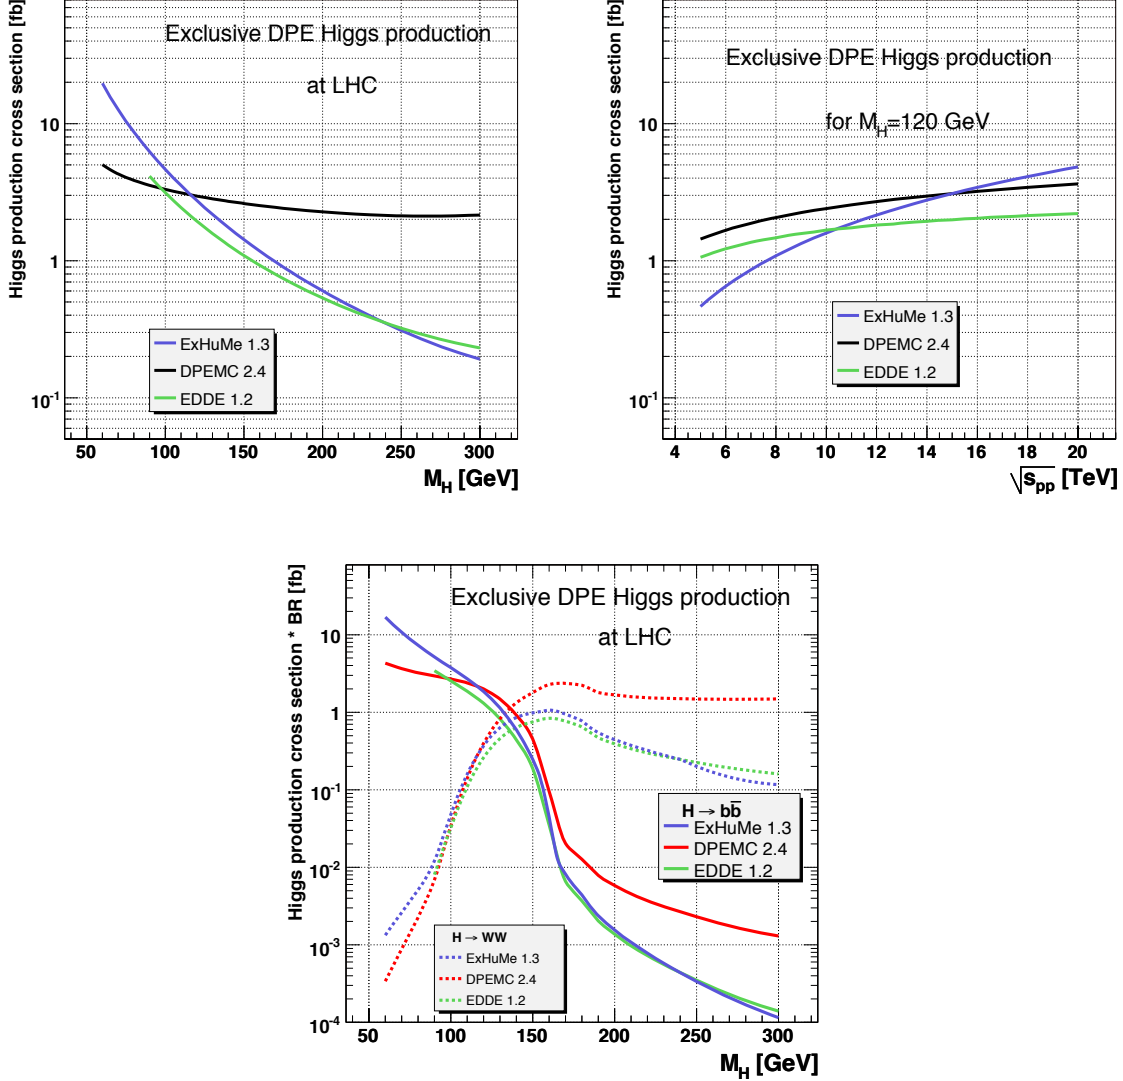 Higgs production cross section [fb]
Exclusive DPE Higgs production
at LHC
10
1
10⁻¹
ExHuMe 1.3
DPEMC 2.4
EDDE 1.2
50 100 150 200 250 300
M_H [GeV]
Higgs production cross section [fb]
Exclusive DPE Higgs production
for M_H=120 GeV
10
1
10⁻¹
ExHuMe 1.3
DPEMC 2.4
EDDE 1.2
4 6 8 10 12 14 16 18 20
√s_pp [TeV]
Higgs production cross section * BR [fb]
Exclusive DPE Higgs production
at LHC
10
1
10⁻¹
10⁻²
10⁻³
10⁻⁴
H → bb̄
ExHuMe 1.3
DPEMC 2.4
EDDE 1.2
H → WW
ExHuMe 1.3
DPEMC 2.4
EDDE 1.2
50 100 150 200 250 300
M_H [GeV]